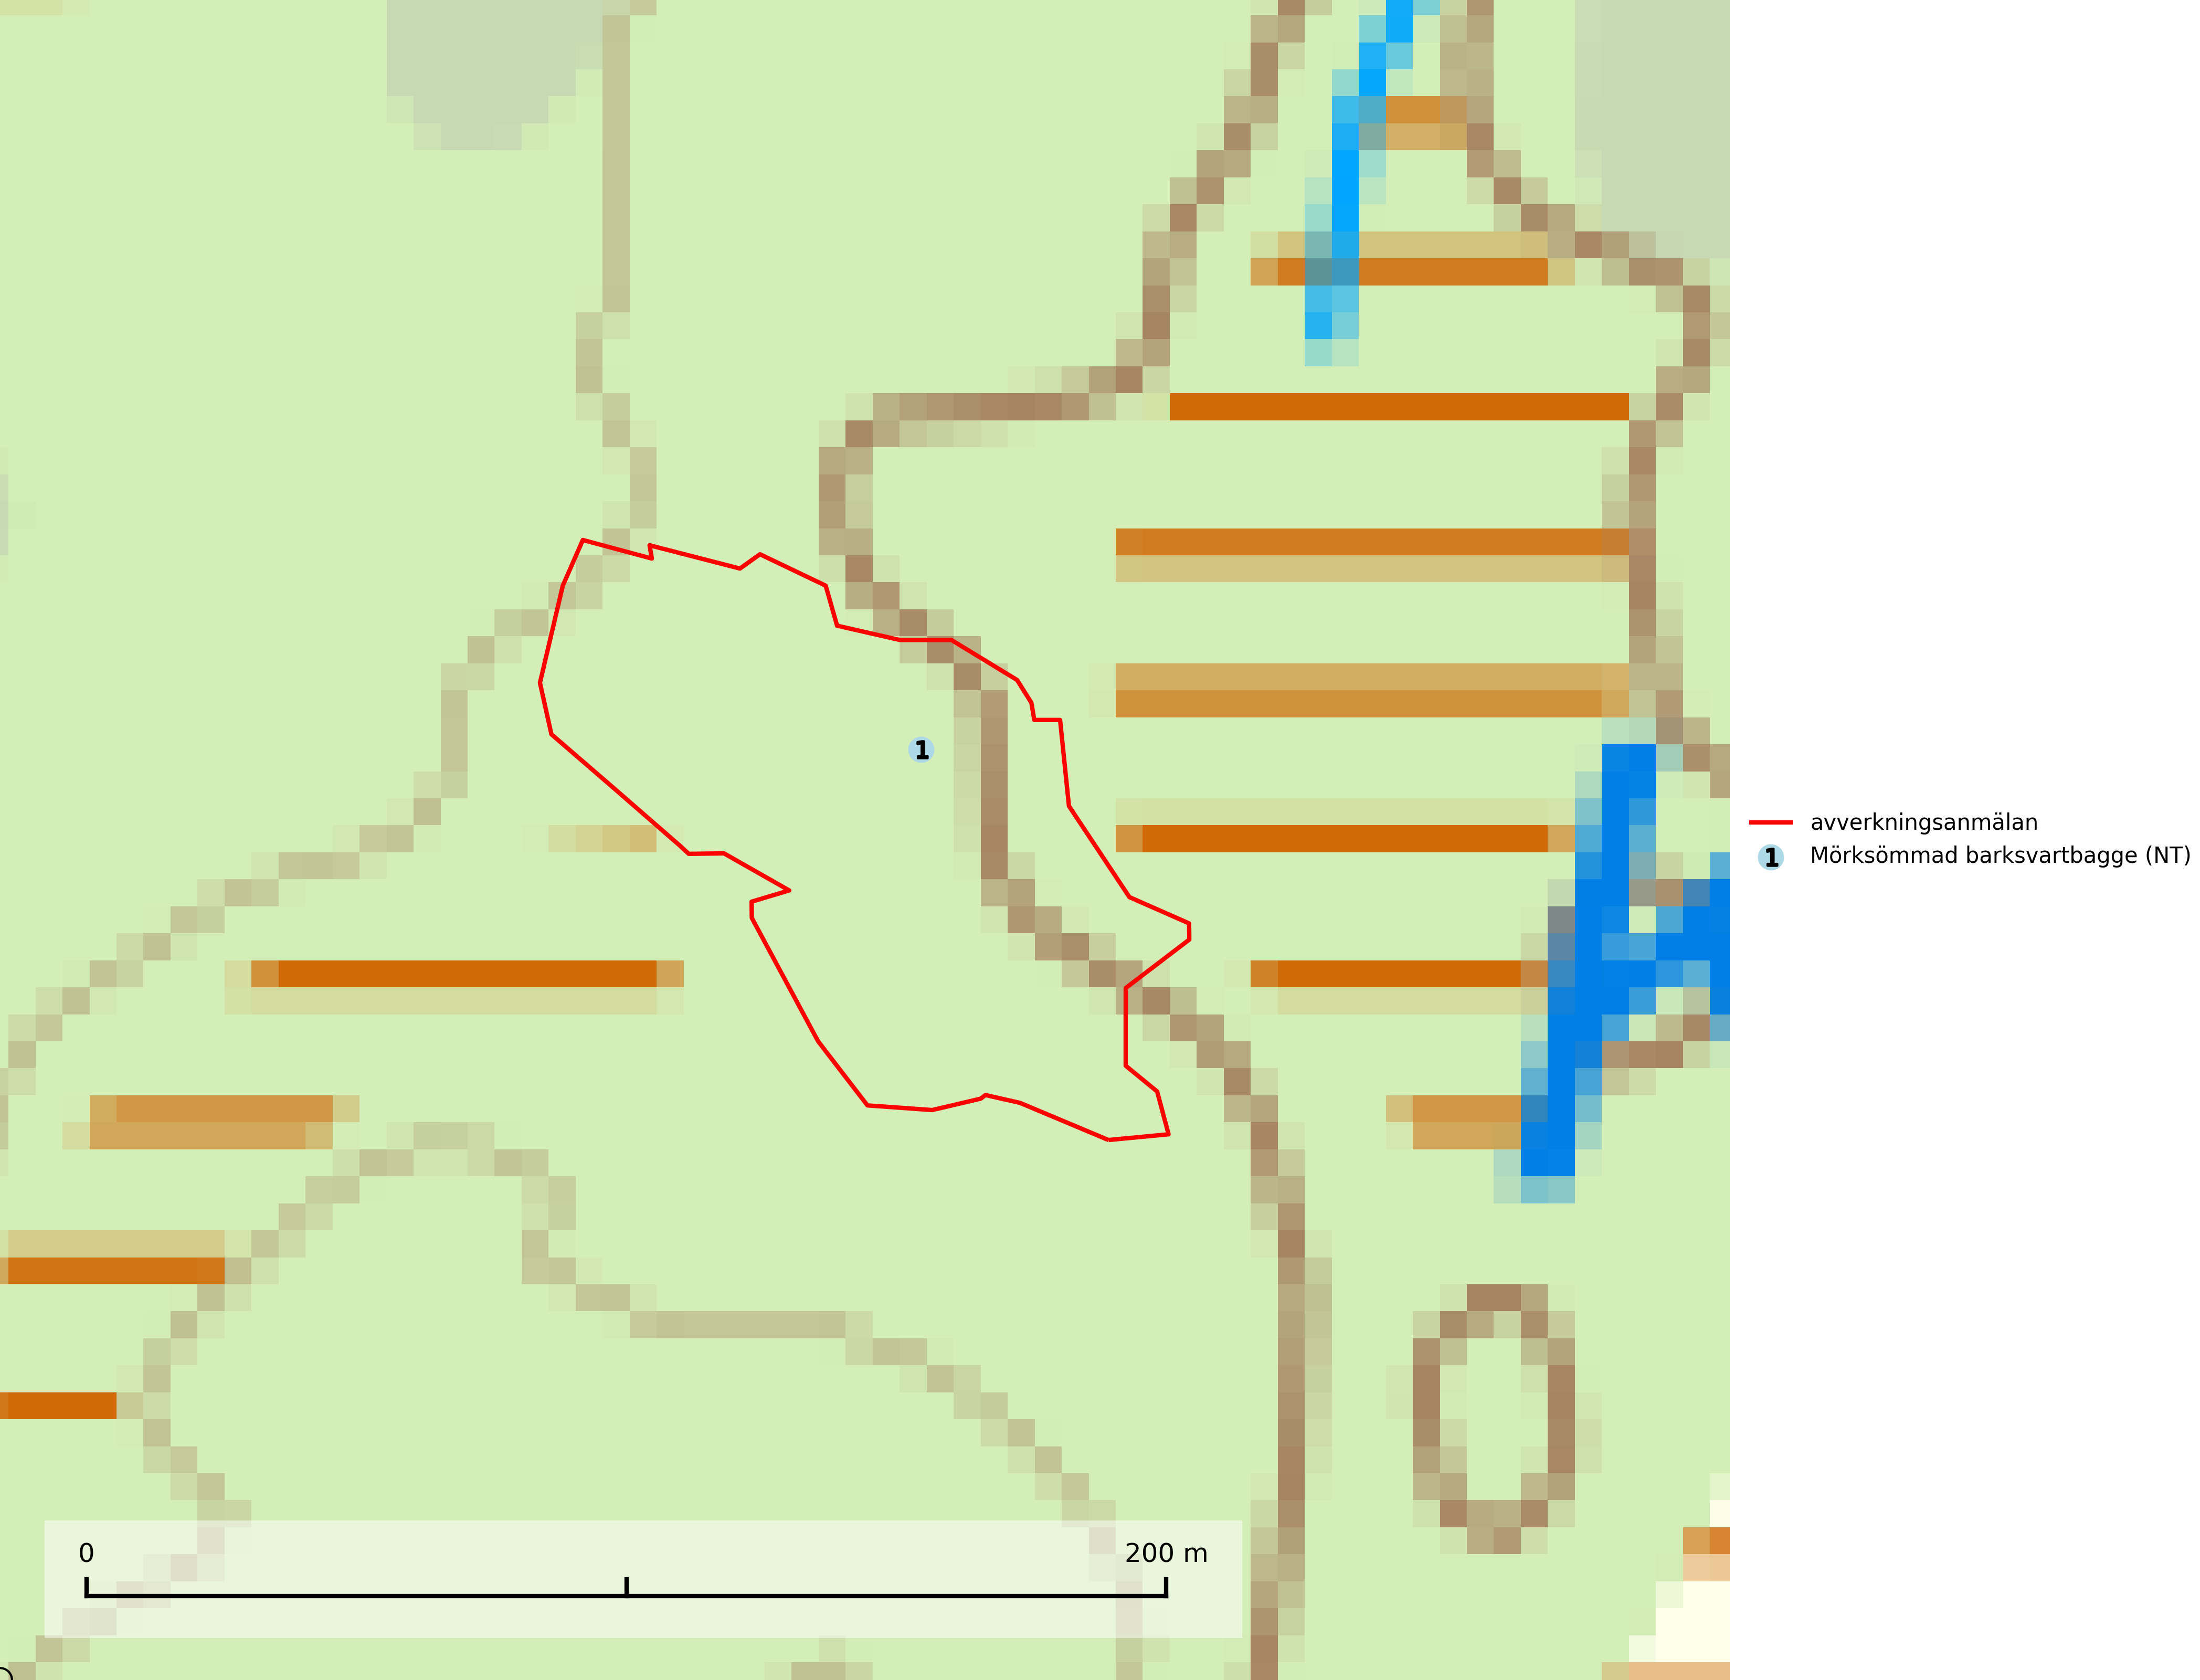 1
avverkningsanmälan
1 Mörksömmad barksvartbagge (NT)
0 200 m